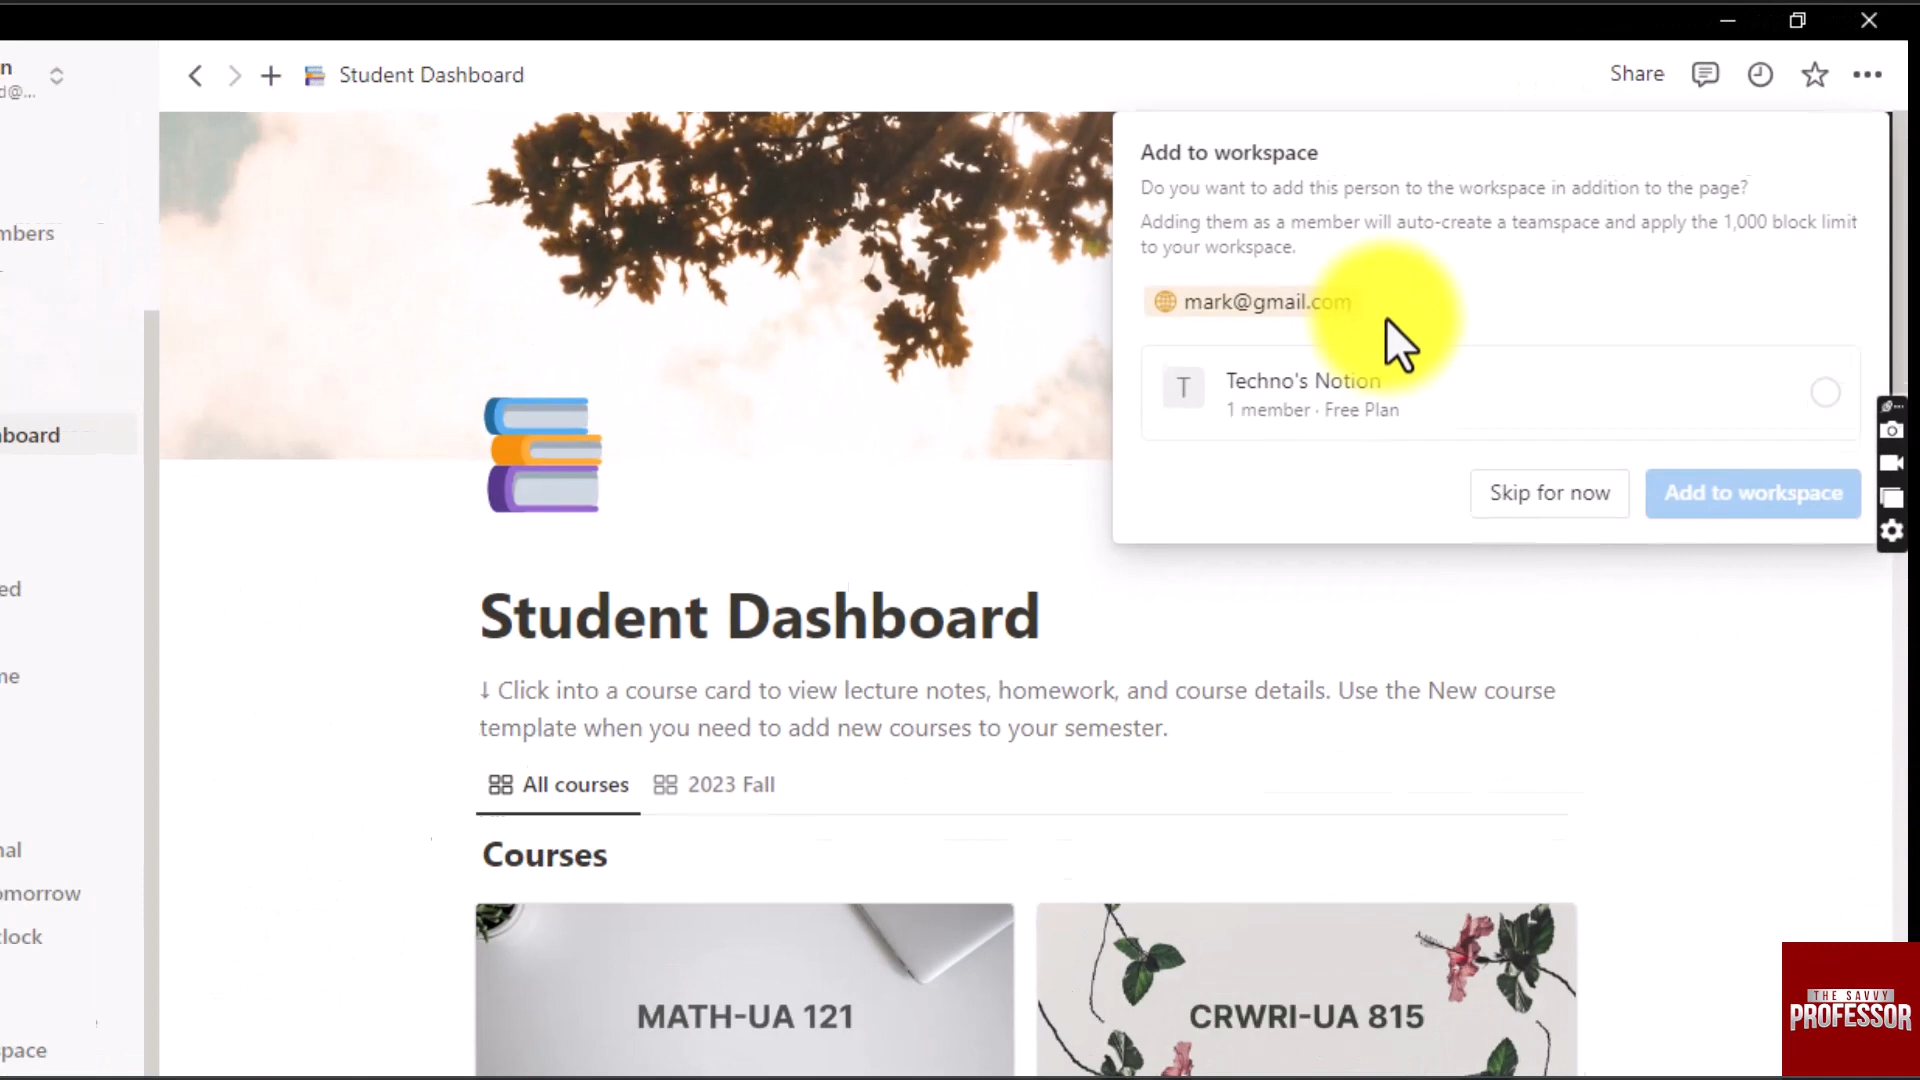 n
d@...
Student Dashboard
Share
mbers
board
ed
me
nal
omorrow
clock
space
Add to workspace
Do you want to add this person to the workspace in addition to the page?
Adding them as a member will auto-create a teamspace and apply the 1,000 block limit
to your workspace.
mark@gmail.com
T
Techno's Notion
1 member · Free Plan
Skip for now
Add to workspace
Student Dashboard
↓ Click into a course card to view lecture notes, homework, and course details. Use the New course
template when you need to add new courses to your semester.
All courses
2023 Fall
Courses
MATH-UA 121
CRWRI-UA 815
THE SAVVY
PROFESSOR